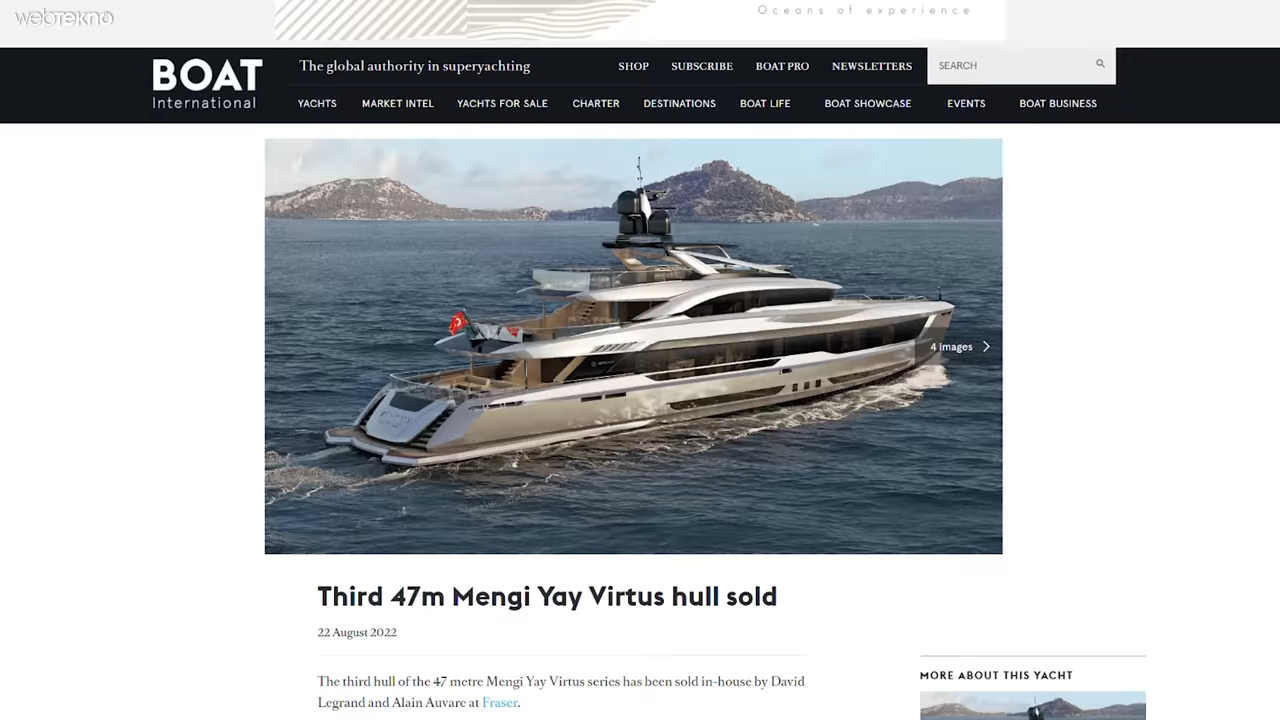 webtekno
Oceans of experience
BOAT
International
The global authority in superyachting
SHOP SUBSCRIBE BOAT PRO NEWSLETTERS
SEARCH
YACHTS MARKET INTEL YACHTS FOR SALE CHARTER DESTINATIONS BOAT LIFE BOAT SHOWCASE EVENTS BOAT BUSINESS
4 images
Third 47m Mengi Yay Virtus hull sold
22 August 2022
The third hull of the 47 metre Mengi Yay Virtus series has been sold in-house by David
Legrand and Alain Auvare at Fraser.
MORE ABOUT THIS YACHT